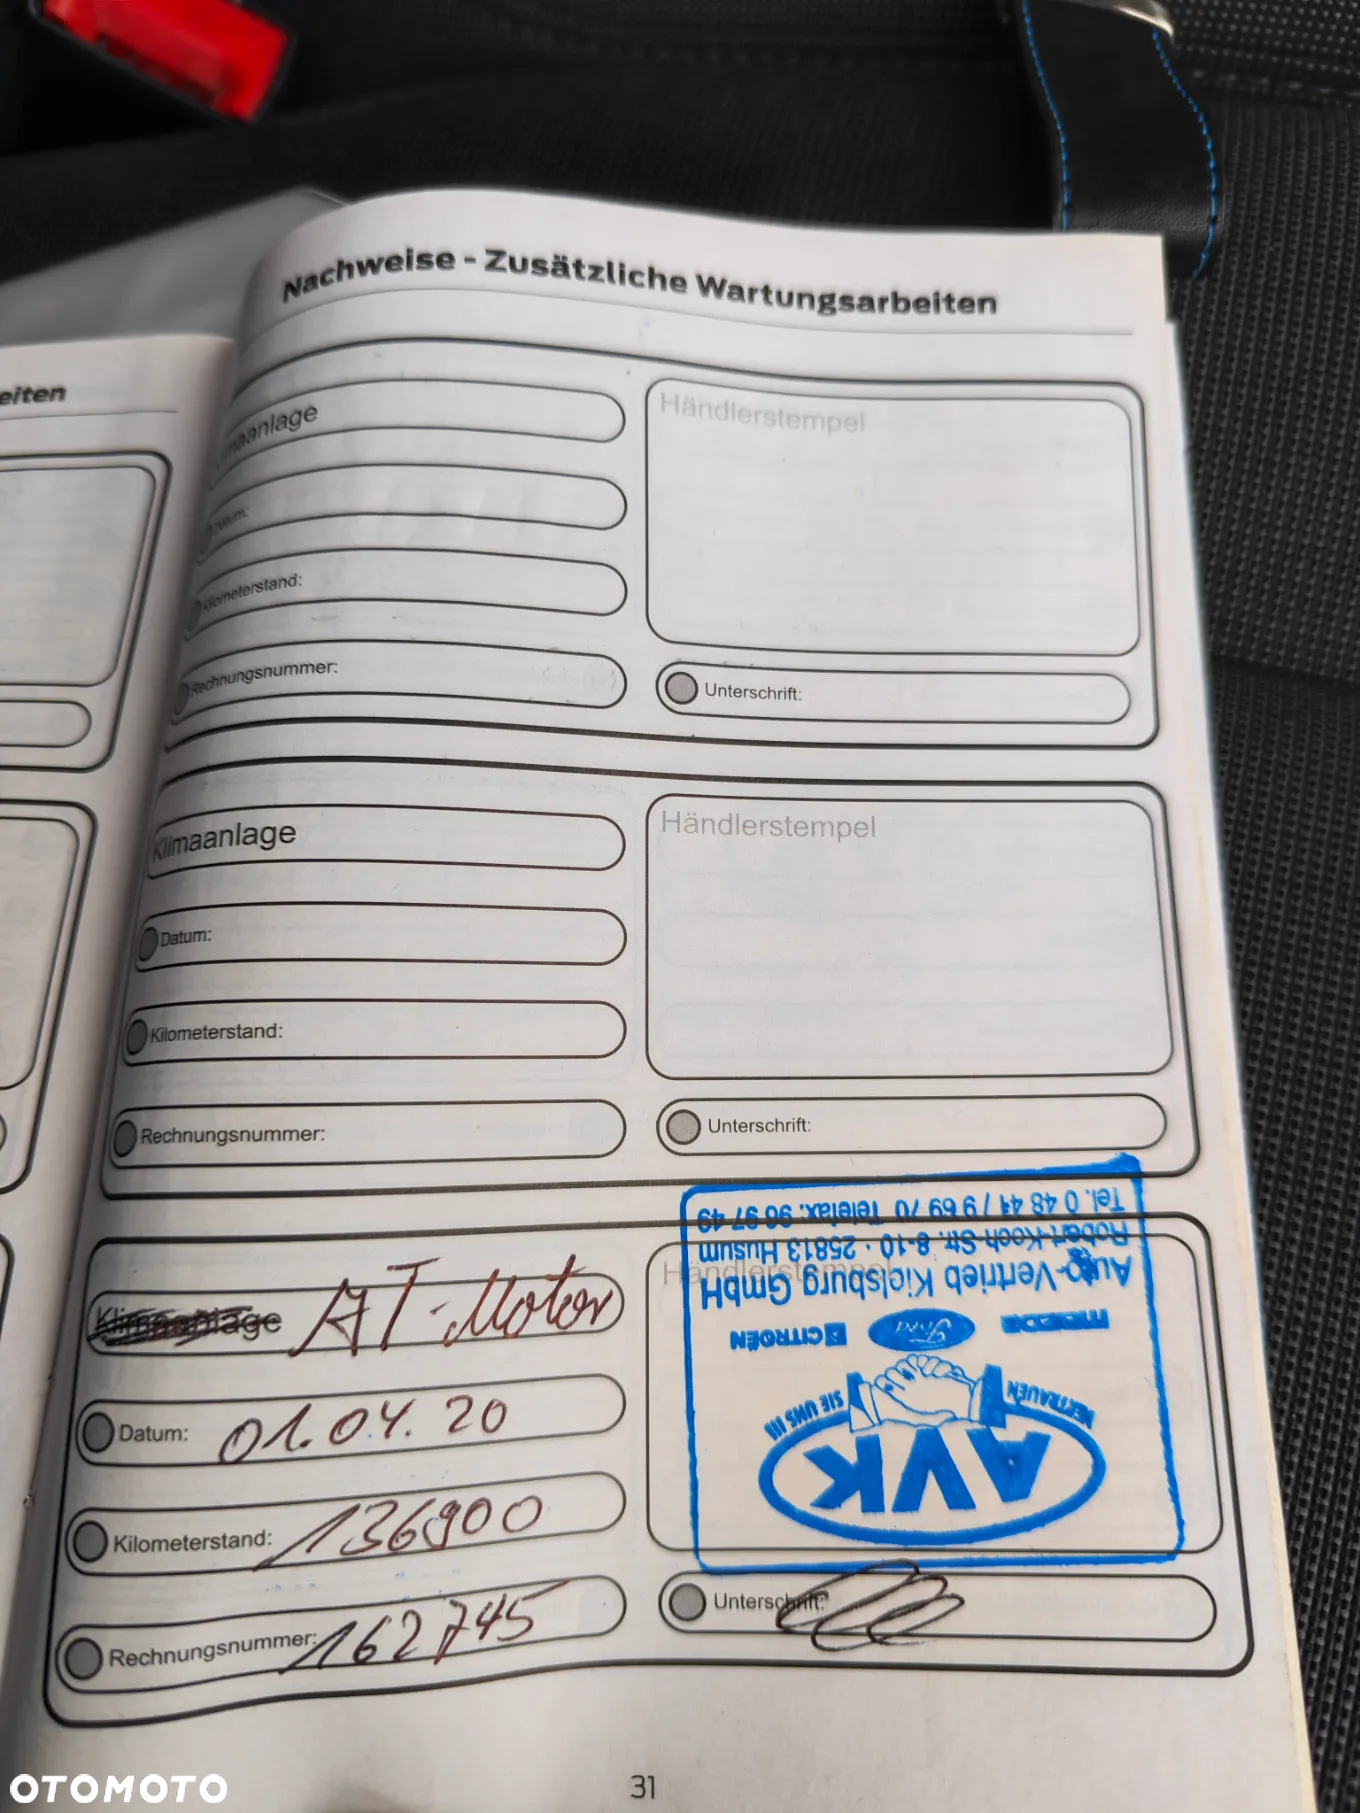 eiten
Nachweise - Zusätzliche Wartungsarbeiten
Klimaanlage
Händlerstempel
Datum:
Kilometerstand:
Rechnungsnummer:
Unterschrift:
Klimaanlage
Händlerstempel
Datum:
Kilometerstand:
Rechnungsnummer:
Unterschrift:
Klimaanlage AT-Motor
Händlerstempel
Datum: 01.04.20
Kilometerstand: 136900
Rechnungsnummer: 162745
Unterschrift:
AVK
VERTRAUEN SIE UNS !!!
mazda Ford CITROËN
Auto-Vertrieb Kielsburg GmbH
Robert-Koch-Str. 8-10 · 25813 Husum
Tel. 0 48 41 / 9 69 70 Telefax. 96 97 49
31
OTOMOTO